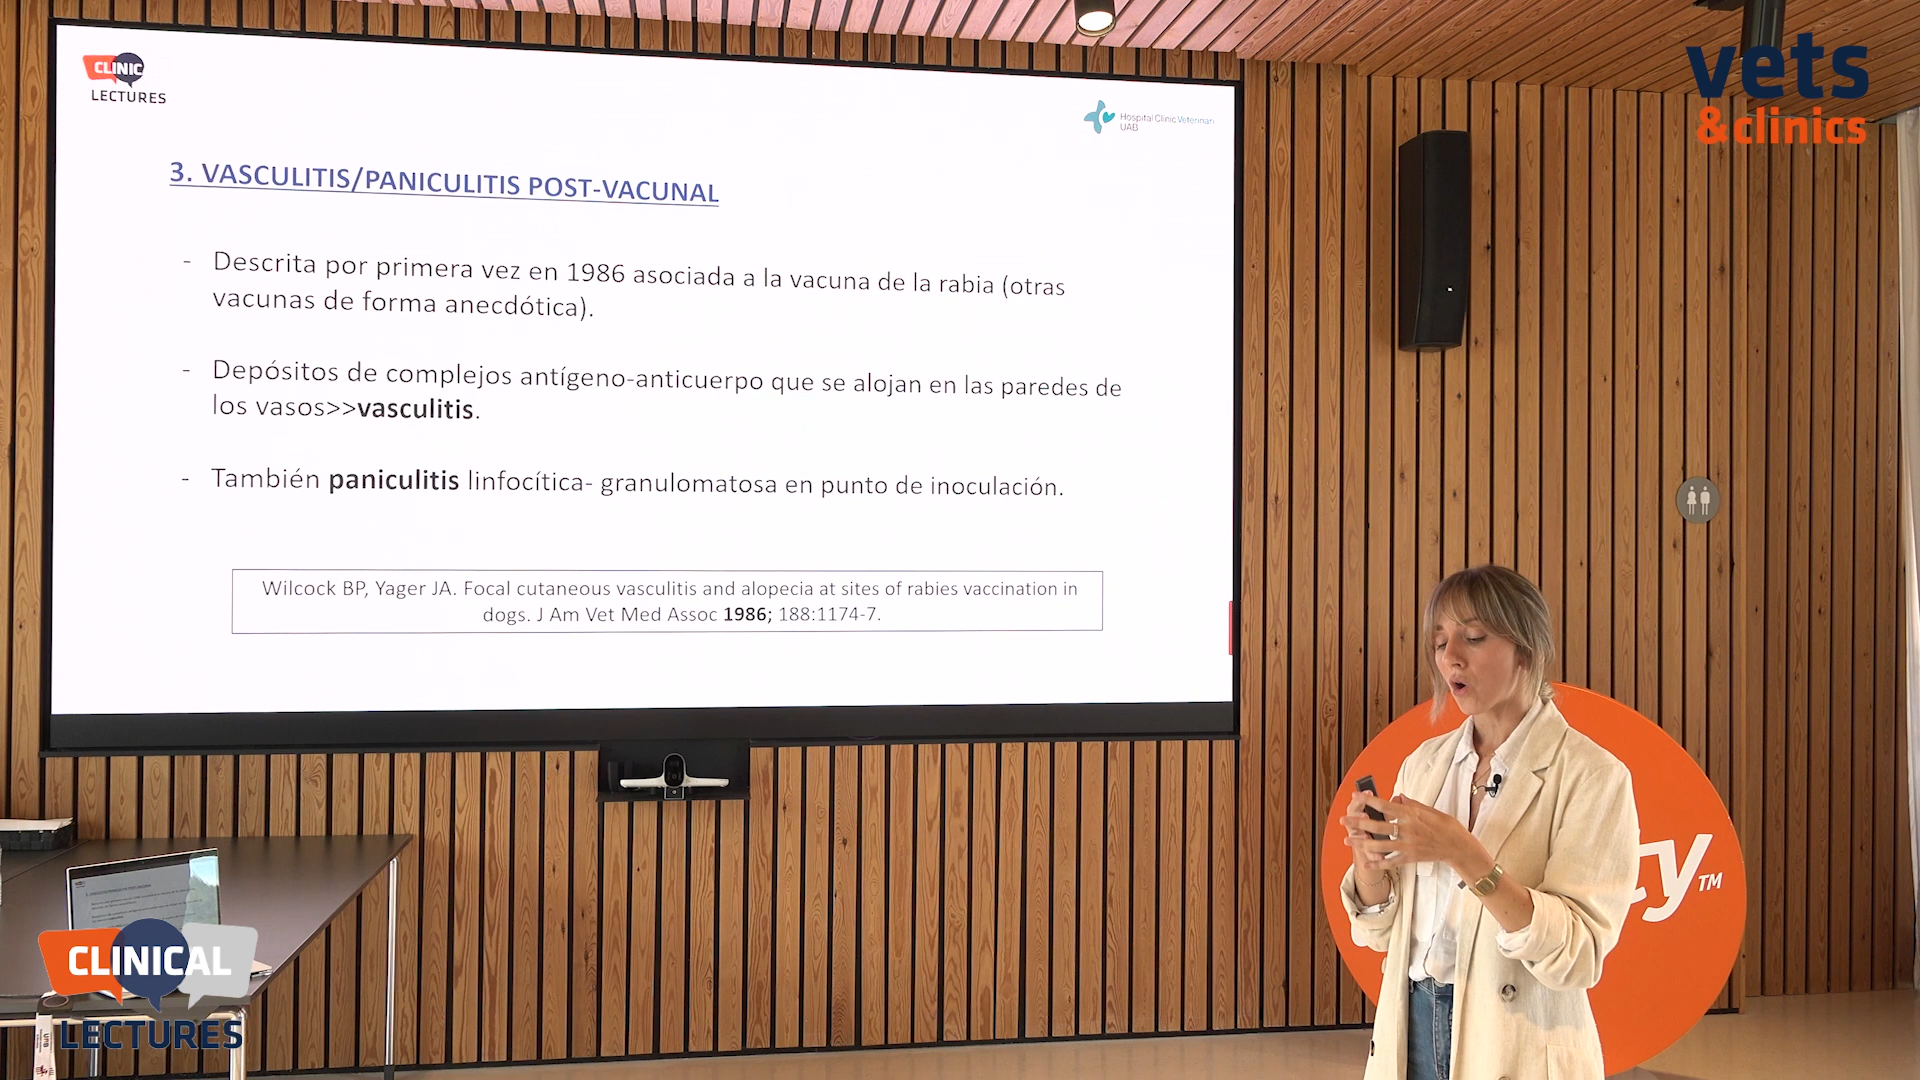 CLINIC
LECTURES
Hospital Clínic Veterinari
UAB
vets
&clinics
3. VASCULITIS/PANICULITIS POST-VACUNAL
- Descrita por primera vez en 1986 asociada a la vacuna de la rabia (otras
vacunas de forma anecdótica).
- Depósitos de complejos antígeno-anticuerpo que se alojan en las paredes de
los vasos>>vasculitis.
- También paniculitis linfocítica- granulomatosa en punto de inoculación.
Wilcock BP, Yager JA. Focal cutaneous vasculitis and alopecia at sites of rabies vaccination in
dogs. J Am Vet Med Assoc 1986; 188:1174-7.
TM
CLINICAL
LECTURES